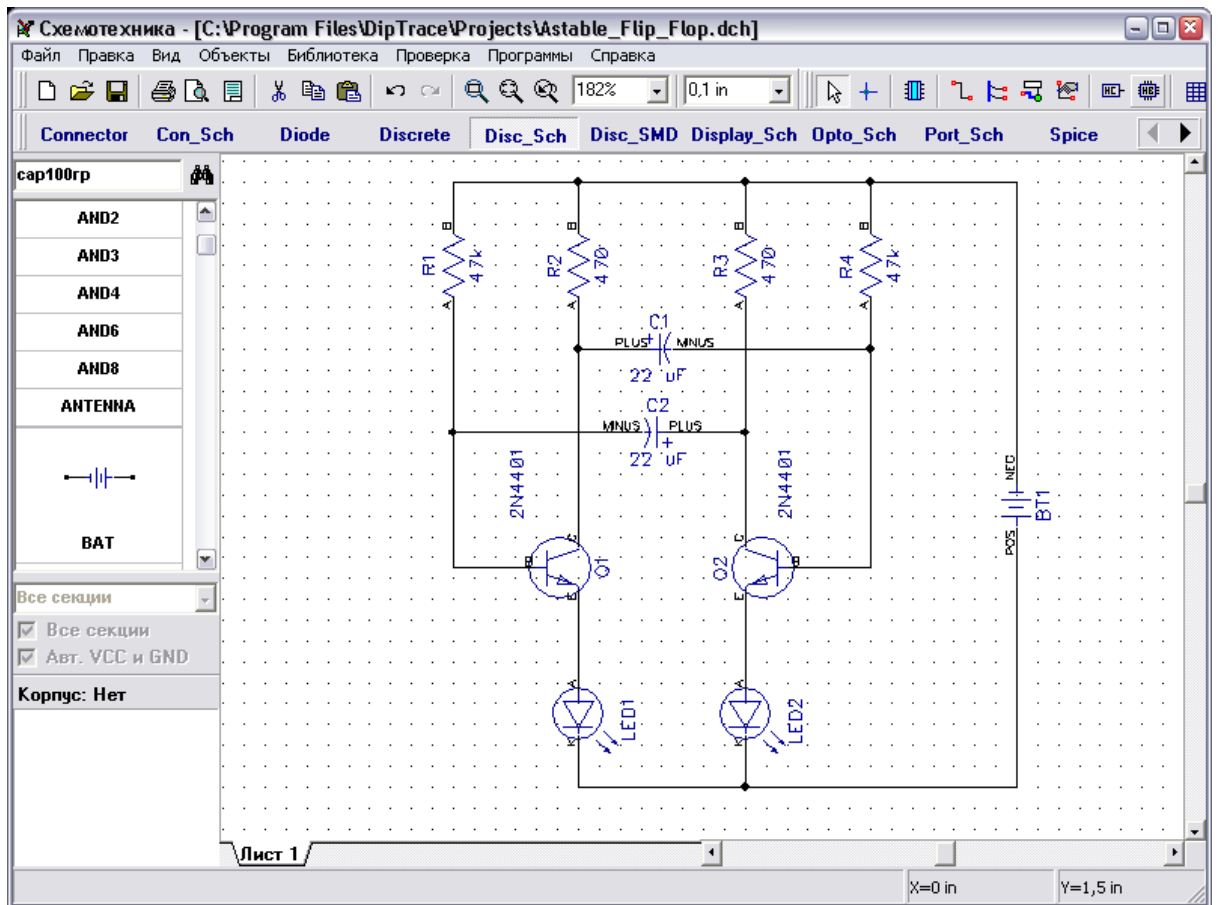 Схемотехника - [C:\Program Files\DipTrace\Projects\Astable_Flip_Flop.dch]
Файл Правка Вид Объекты Библиотека Проверка Программы Справка
182% 0,1 in
Connector Con_Sch Diode Discrete Disc_Sch Disc_SMD Display_Sch Opto_Sch Port_Sch Spice
cap100гр
AND2
AND3
AND4
AND6
AND8
ANTENNA
BAT
Все секции
Все секции
Авт. VCC и GND
Корпус: Нет
B B B B
R1 47k R2 470 R3 470 R4 47k
A A A A
C1
PLUS + MINUS
22 uF
C2
MINUS PLUS
+
22 uF
2N4401 2N4401
NEG
BT1
POS
C C
B Q1 Q2 B
E E
A A
LED1 LED2
K K
Лист 1
X=0 in Y=1,5 in